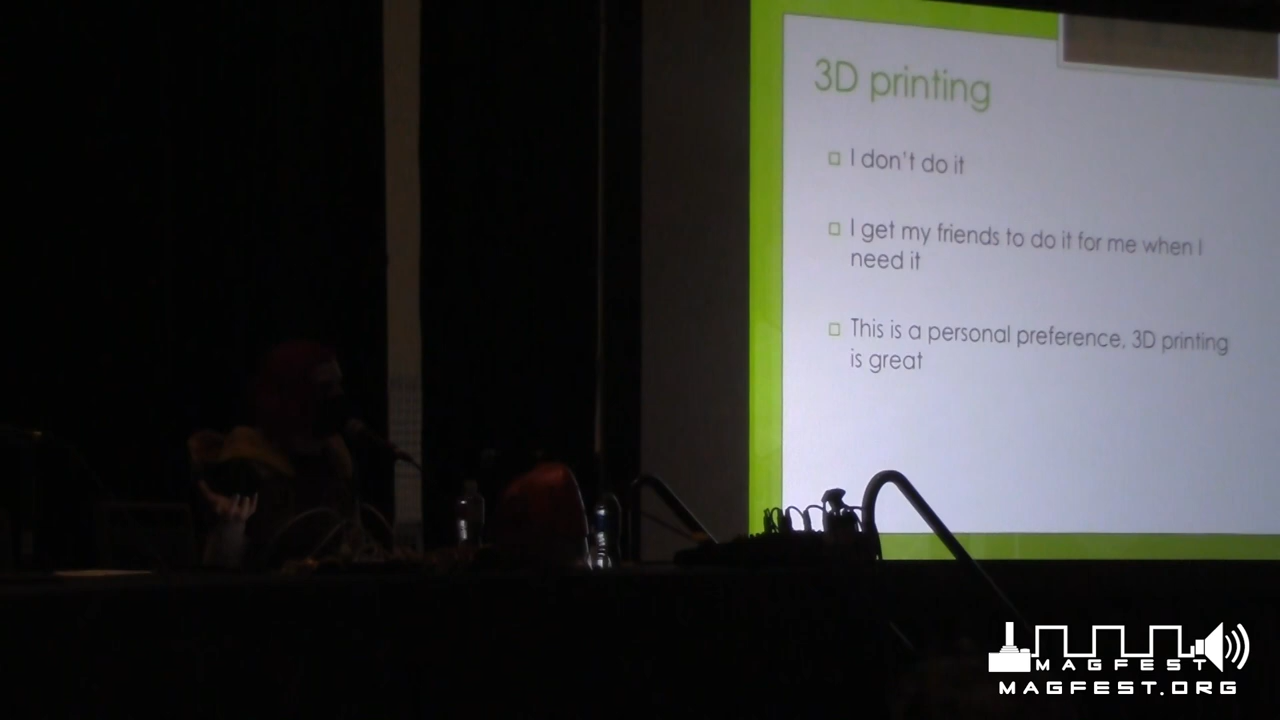 3D printing
I don't do it
I get my friends to do it for me when I
need it
This is a personal preference, 3D printing
is great
MAGFEST
MAGFEST.ORG